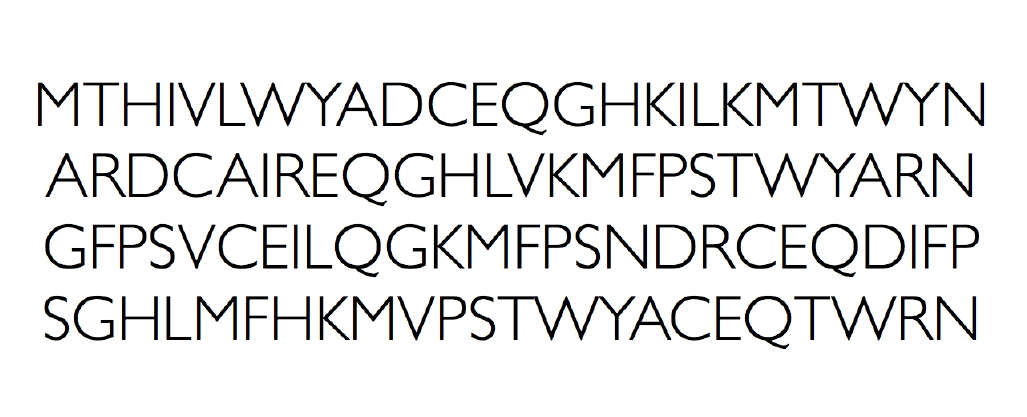 MTHIVLWYADCEQGHKILKMTWYN
ARDCAIREQGHLVKMFPSTWYARN
GFPSVCEILQGKMFPSNDRCEQDIFP
SGHLMFHKMVPSTWYACEQTWRN